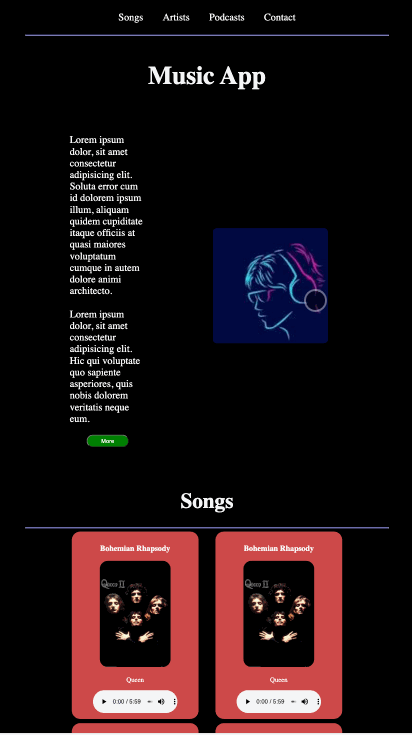 Songs Artists Podcasts Contact
Music App
Lorem ipsum
dolor, sit amet
consectetur
adipisicing elit.
Soluta error cum
id dolorem ipsum
illum, aliquam
quidem cupiditate
itaque officiis at
quasi maiores
voluptatum
cumque in autem
dolore animi
architecto.
Lorem ipsum
dolor, sit amet
consectetur
adipisicing elit.
Hic qui voluptate
quo sapiente
asperiores, quis
nobis dolorem
veritatis neque
eum.
More
Songs
Bohemian Rhapsody
Queen II
Queen
0:00 / 5:59
Bohemian Rhapsody
Queen II
Queen
0:00 / 5:59